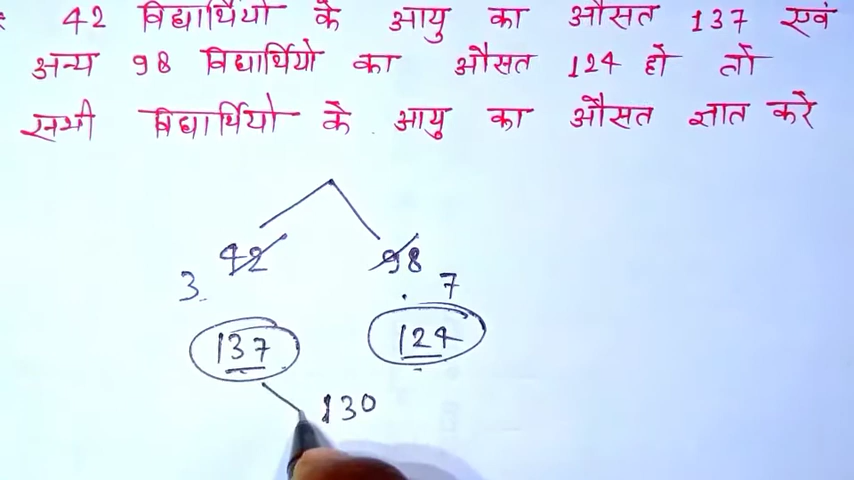 42 विद्यार्थियो के आयु का औसत 137 एवं
अन्य 98 विद्यार्थियो का औसत 124 हो तो
सभी विद्यार्थियो के आयु का औसत ज्ञात करे
42 98
3 7
137 124
130